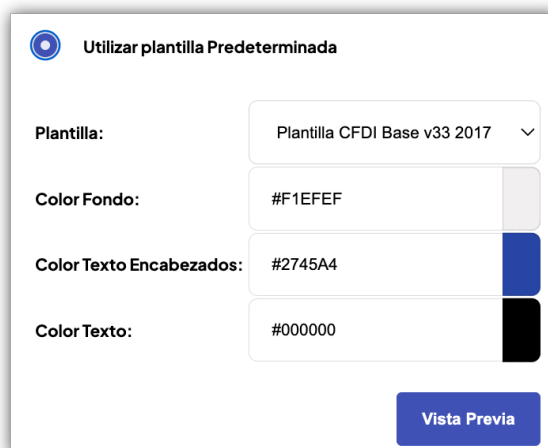 Utilizar plantilla Predeterminada
Plantilla: Plantilla CFDI Base v33 2017
Color Fondo: #F1EFEF
Color Texto Encabezados: #2745A4
Color Texto: #000000
Vista Previa